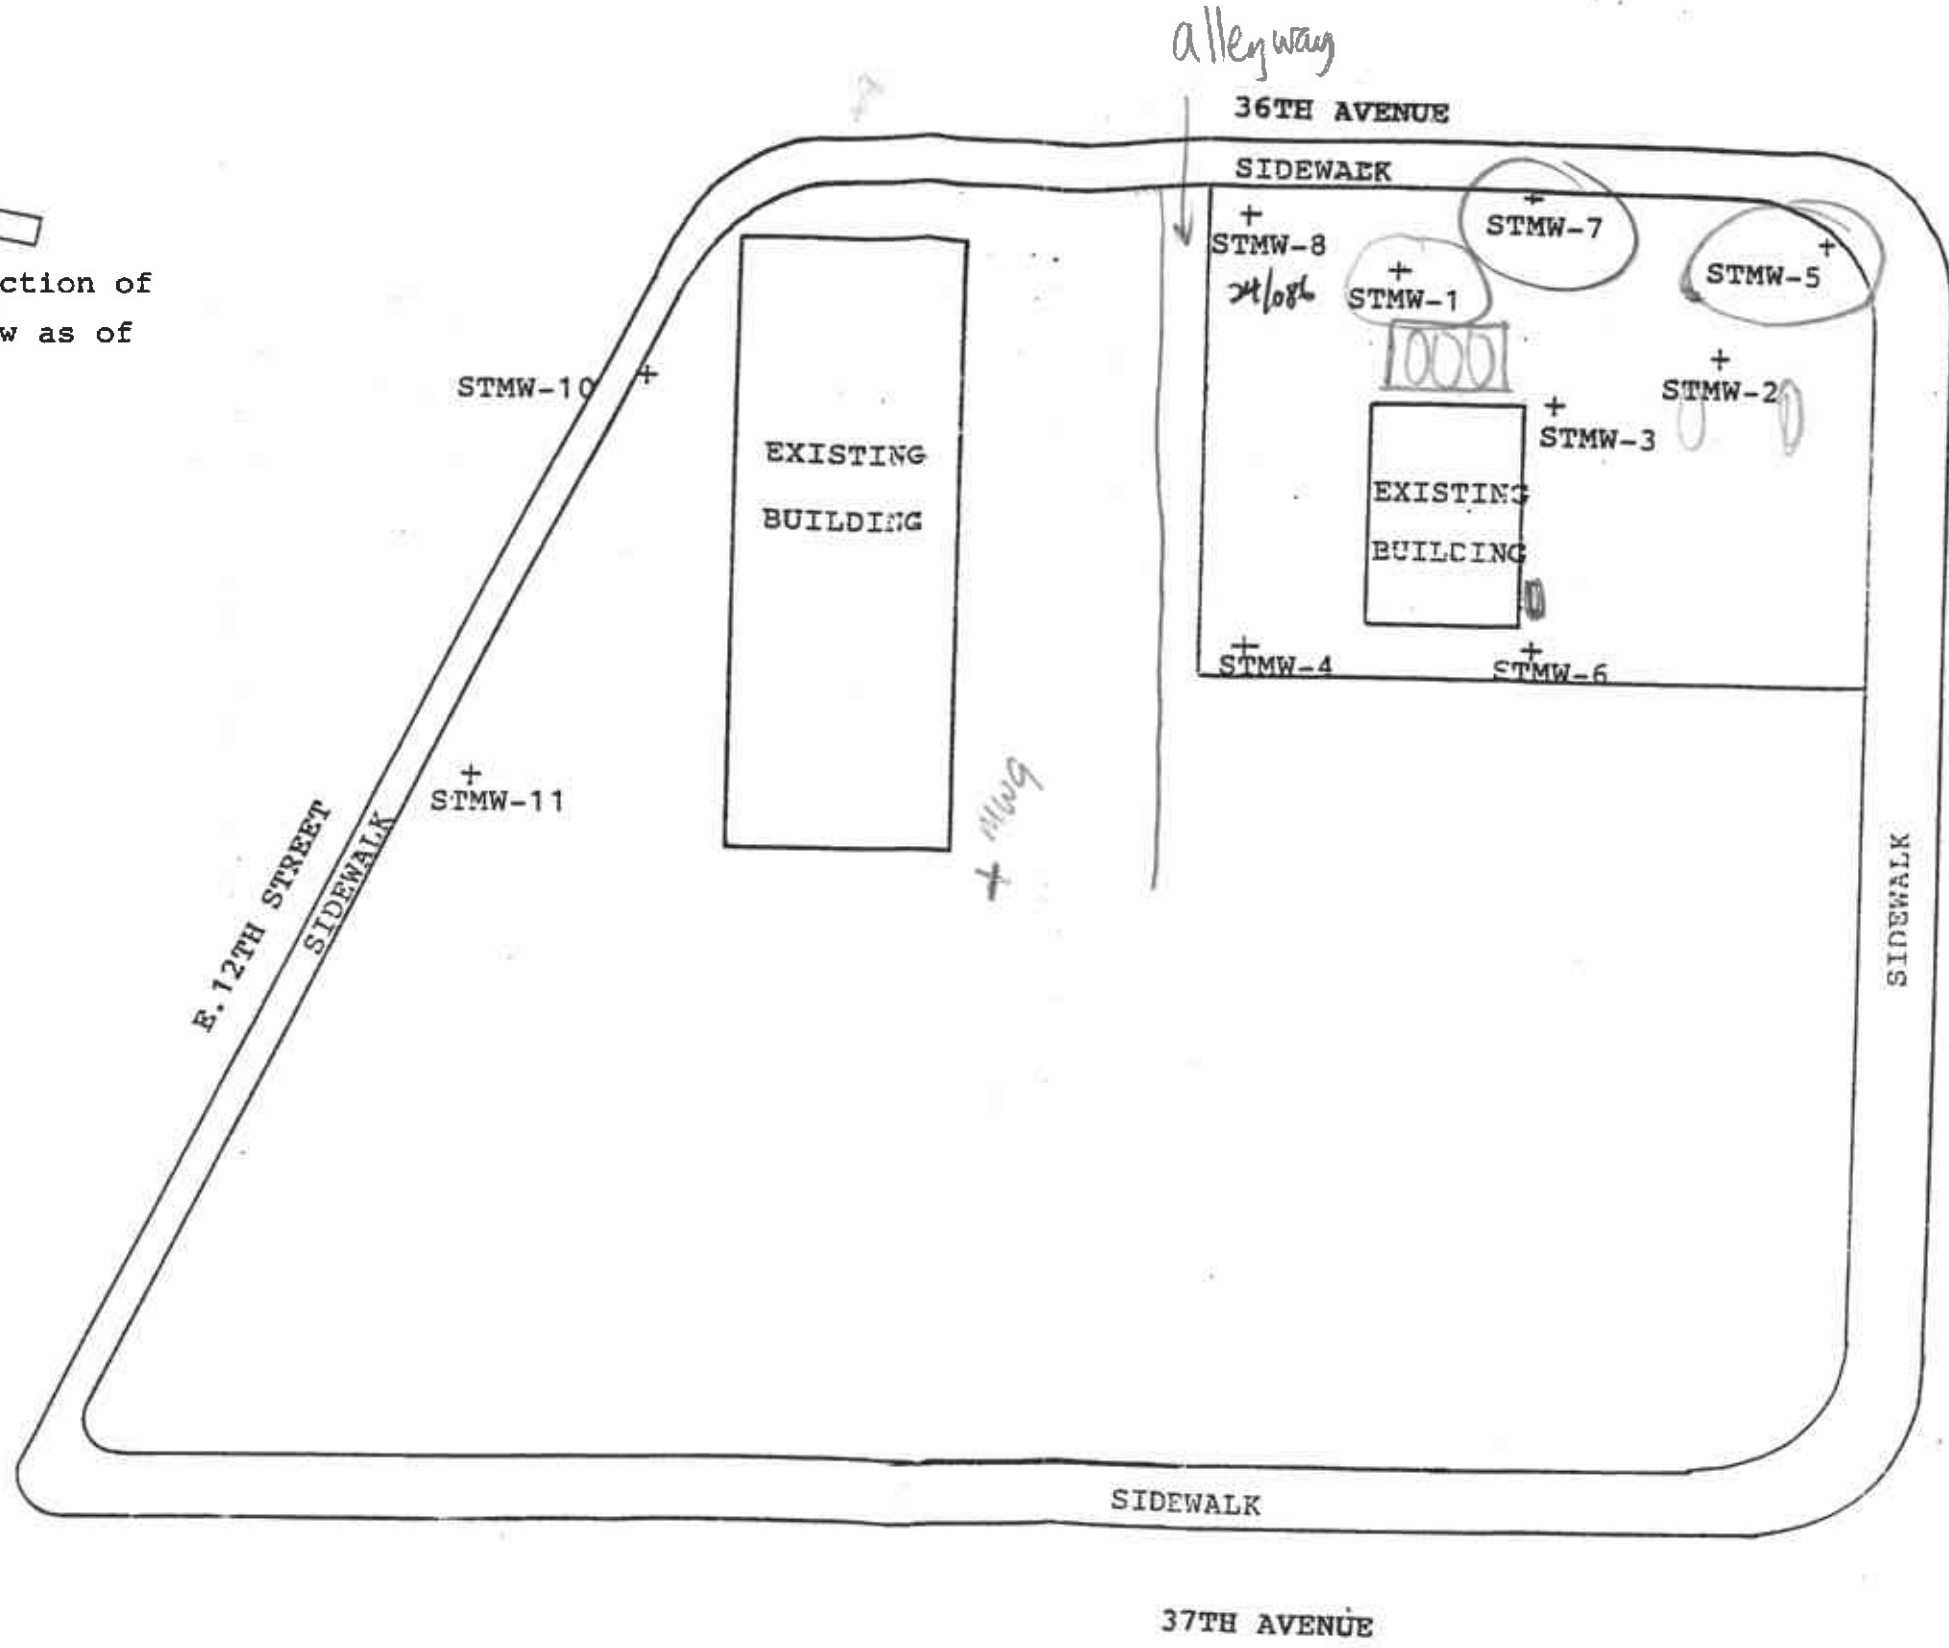 alleyway
36TH AVENUE
SIDEWALK
STMW-7
STMW-8
STMW-5
ction of
STMW-1
w as of
STMW-10
STMW-2
STMW-3
EXISTING
BUILDING
EXISTING
BUILDING
STMW-4
STMW-6
STMW-11
MW9
E.12TH STREET
SIDEWALK
SIDEWALK
SIDEWALK
37TH AVENUE